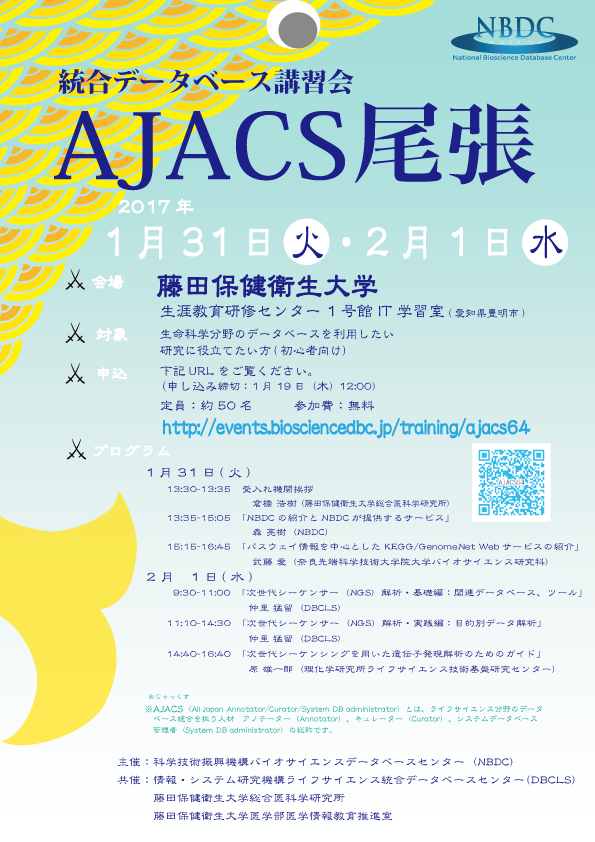 NBDC
National Bioscience Database Center
統合データベース講習会
AJACS尾張
2017年
1月31日火・2月1日水
会場 藤田保健衛生大学
生涯教育研修センター1号館 IT 学習室(愛知県豊明市)
対象 生命科学分野のデータベースを利用したい
研究に役立てたい方(初心者向け)
申込 下記URLをご覧ください。
(申し込み締切:1月19日(木)12:00)
定員:約50名 参加費:無料
http://events.biosciencedbc.jp/training/ajacs64
プログラム
AJACS64
1月31日(火)
13:30-13:35 受入れ機関挨拶
倉橋 浩樹(藤田保健衛生大学総合医科学研究所)
13:35-15:05 「NBDCの紹介とNBDCが提供するサービス」
森 亮樹(NBDC)
15:15-16:45 「パスウェイ情報を中心としたKEGG/GenomeNet Webサービスの紹介」
武藤 愛(奈良先端科学技術大学院大学バイオサイエンス研究科)
2月 1日(水)
9:30-11:00 「次世代シーケンサー(NGS)解析・基礎編:関連データベース、ツール」
仲里 猛留(DBCLS)
11:10-14:30 「次世代シーケンサー(NGS)解析・実践編:目的別データ解析」
仲里 猛留(DBCLS)
14:40-16:40 「次世代シーケンシングを用いた遺伝子発現解析のためのガイド」
原 雄一郎(理化学研究所ライフサイエンス技術基盤研究センター)
あじゃっくす
※AJACS(All Japan Annotator/Curator/System DB administrator)とは、ライフサイエンス分野のデータ
ベース統合を担う人材 アノテーター(Annotator)、キュレーター(Curator)、システムデータベース
管理者(System DB administrator)の総称です。
主催:科学技術振興機構バイオサイエンスデータベースセンター(NBDC)
共催:情報・システム研究機構ライフサイエンス統合データベースセンター(DBCLS)
藤田保健衛生大学総合医科学研究所
藤田保健衛生大学医学部医学情報教育推進室